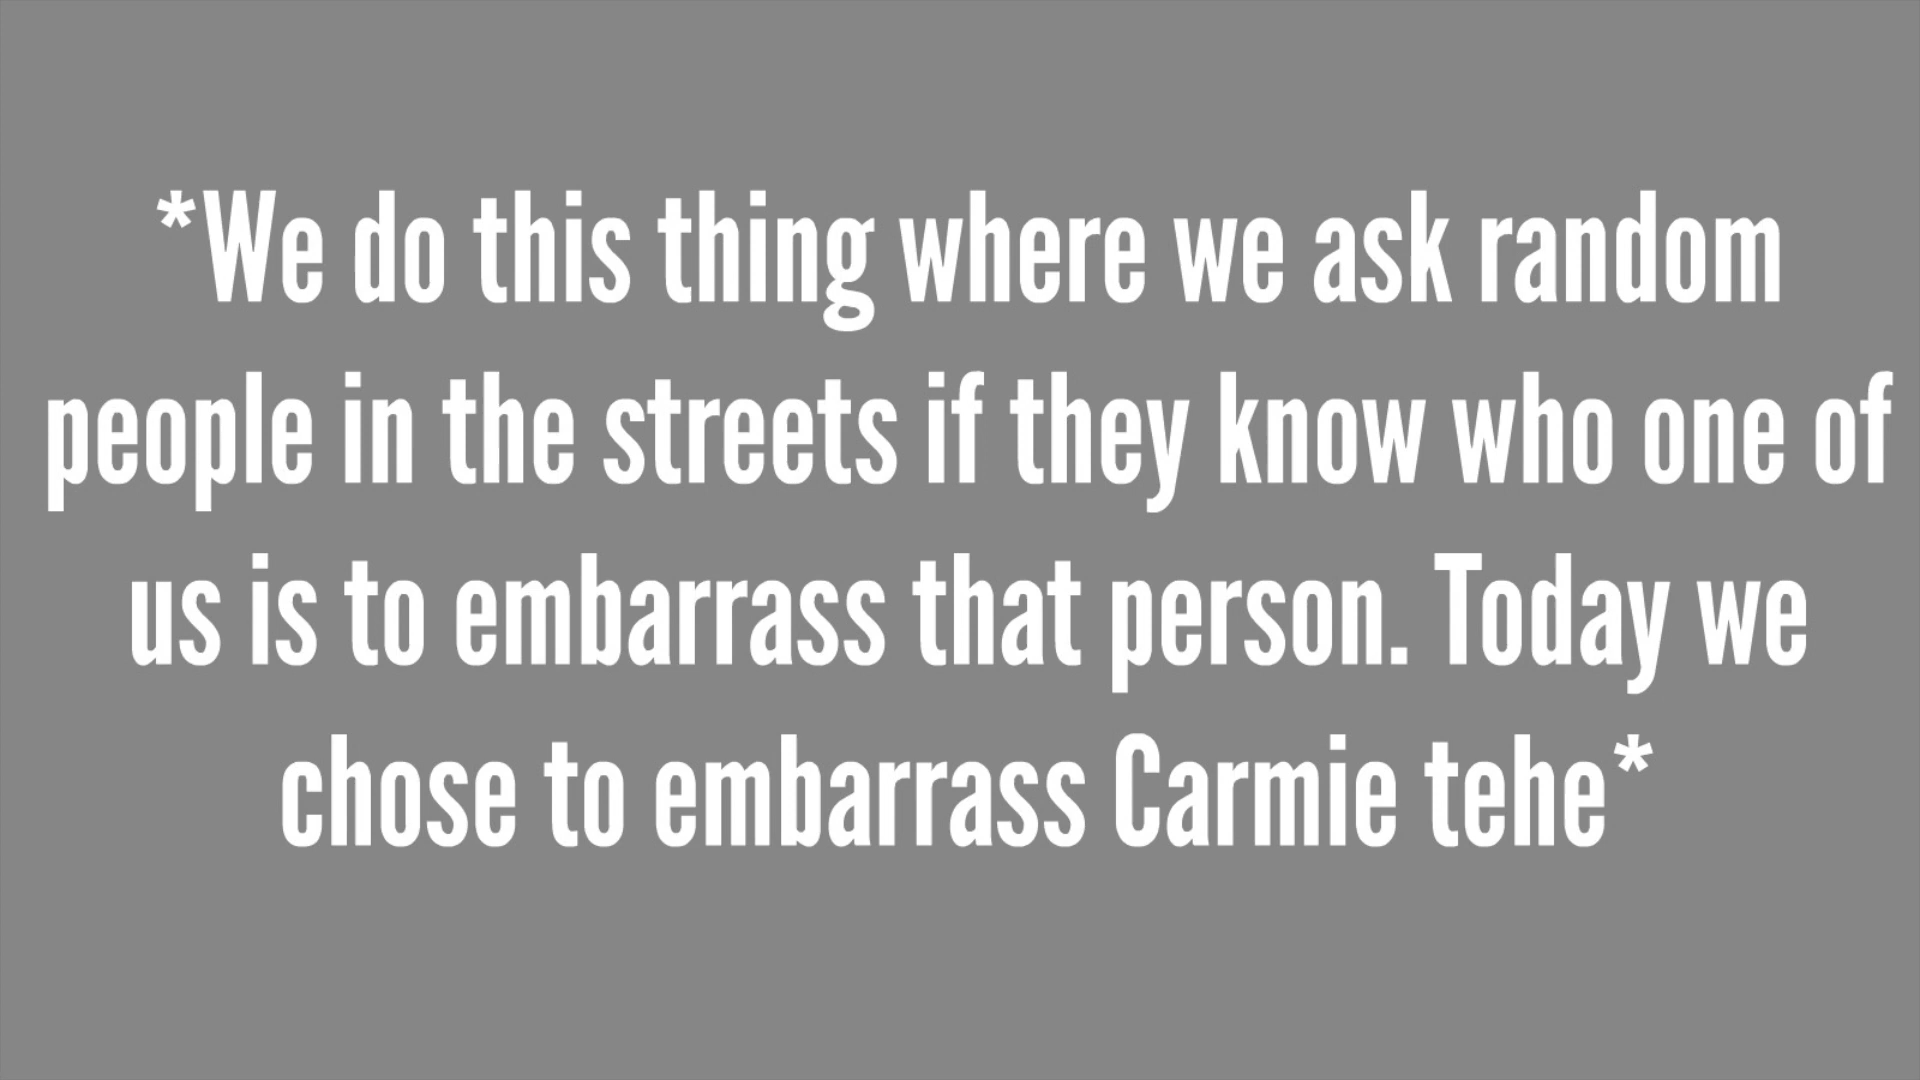 *We do this thing where we ask random
people in the streets if they know who one of
us is to embarrass that person. Today we
chose to embarrass Carmie tehe*